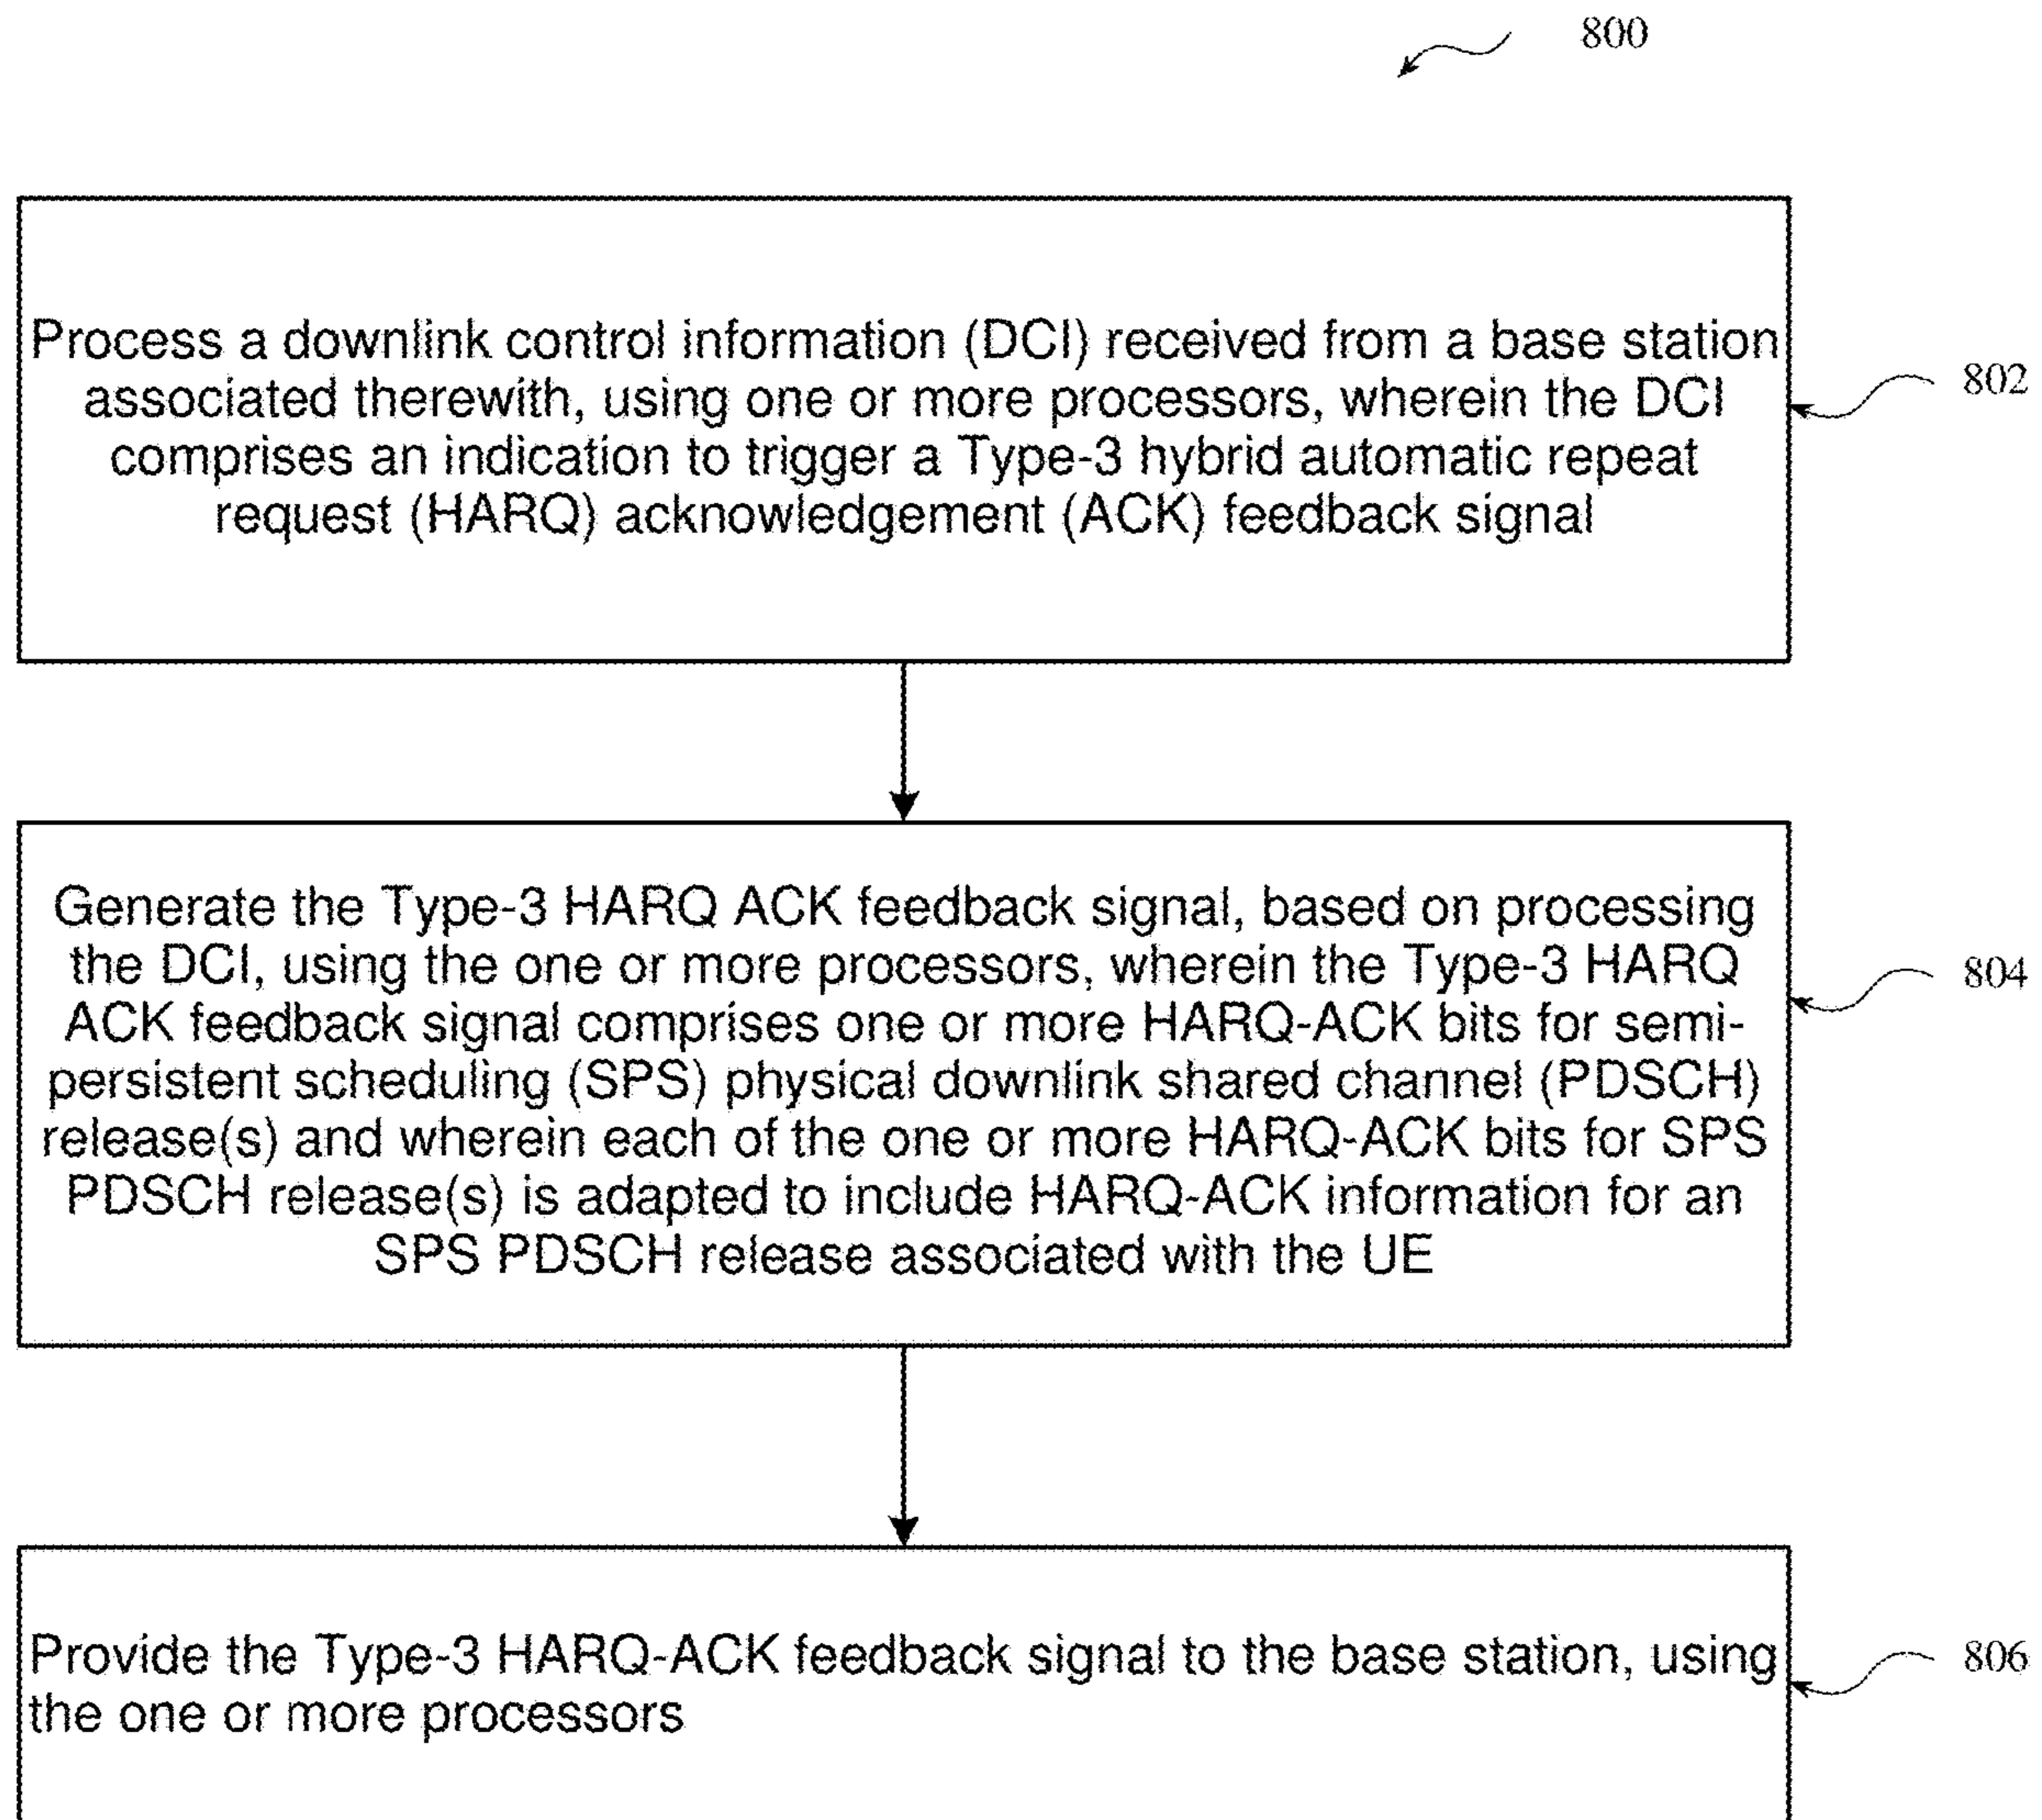 800
Process a downlink control information (DCI) received from a base station
associated therewith, using one or more processors, wherein the DCI
comprises an indication to trigger a Type-3 hybrid automatic repeat
request (HARQ) acknowledgement (ACK) feedback signal
802
Generate the Type-3 HARQ ACK feedback signal, based on processing
the DCI, using the one or more processors, wherein the Type-3 HARQ
ACK feedback signal comprises one or more HARQ-ACK bits for semi-
persistent scheduling (SPS) physical downlink shared channel (PDSCH)
release(s) and wherein each of the one or more HARQ-ACK bits for SPS
PDSCH release(s) is adapted to include HARQ-ACK information for an
SPS PDSCH release associated with the UE
804
Provide the Type-3 HARQ-ACK feedback signal to the base station, using
the one or more processors
806